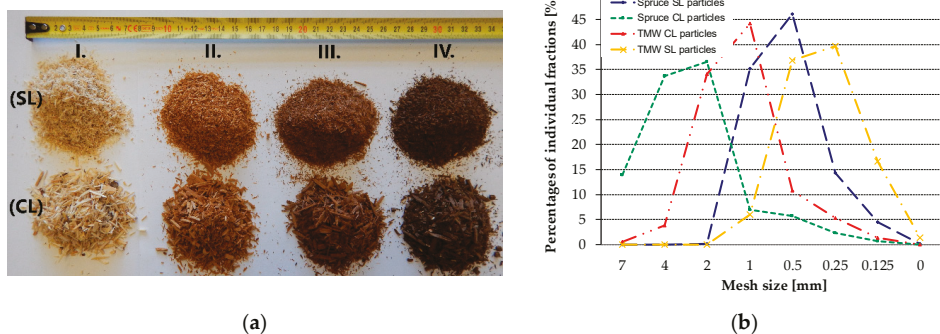 I.
II.
III.
IV.
(SL)
(CL)
(a)
Percentages of individual fractions [%
Spruce SL particles
Spruce CL particles
TMW CL particles
TMW SL particles
45
40
35
30
25
20
15
10
5
0
7 4 2 1 0.5 0.25 0.125 0
Mesh size [mm]
(b)